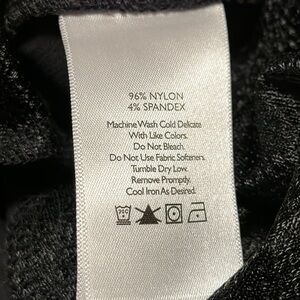 96% NYLON
4% SPANDEX
Machine Wash Cold Delicate
With Like Colors.
Do Not Bleach.
Do Not Use Fabric Softeners.
Tumble Dry Low.
Remove Promptly.
Cool Iron As Desired.